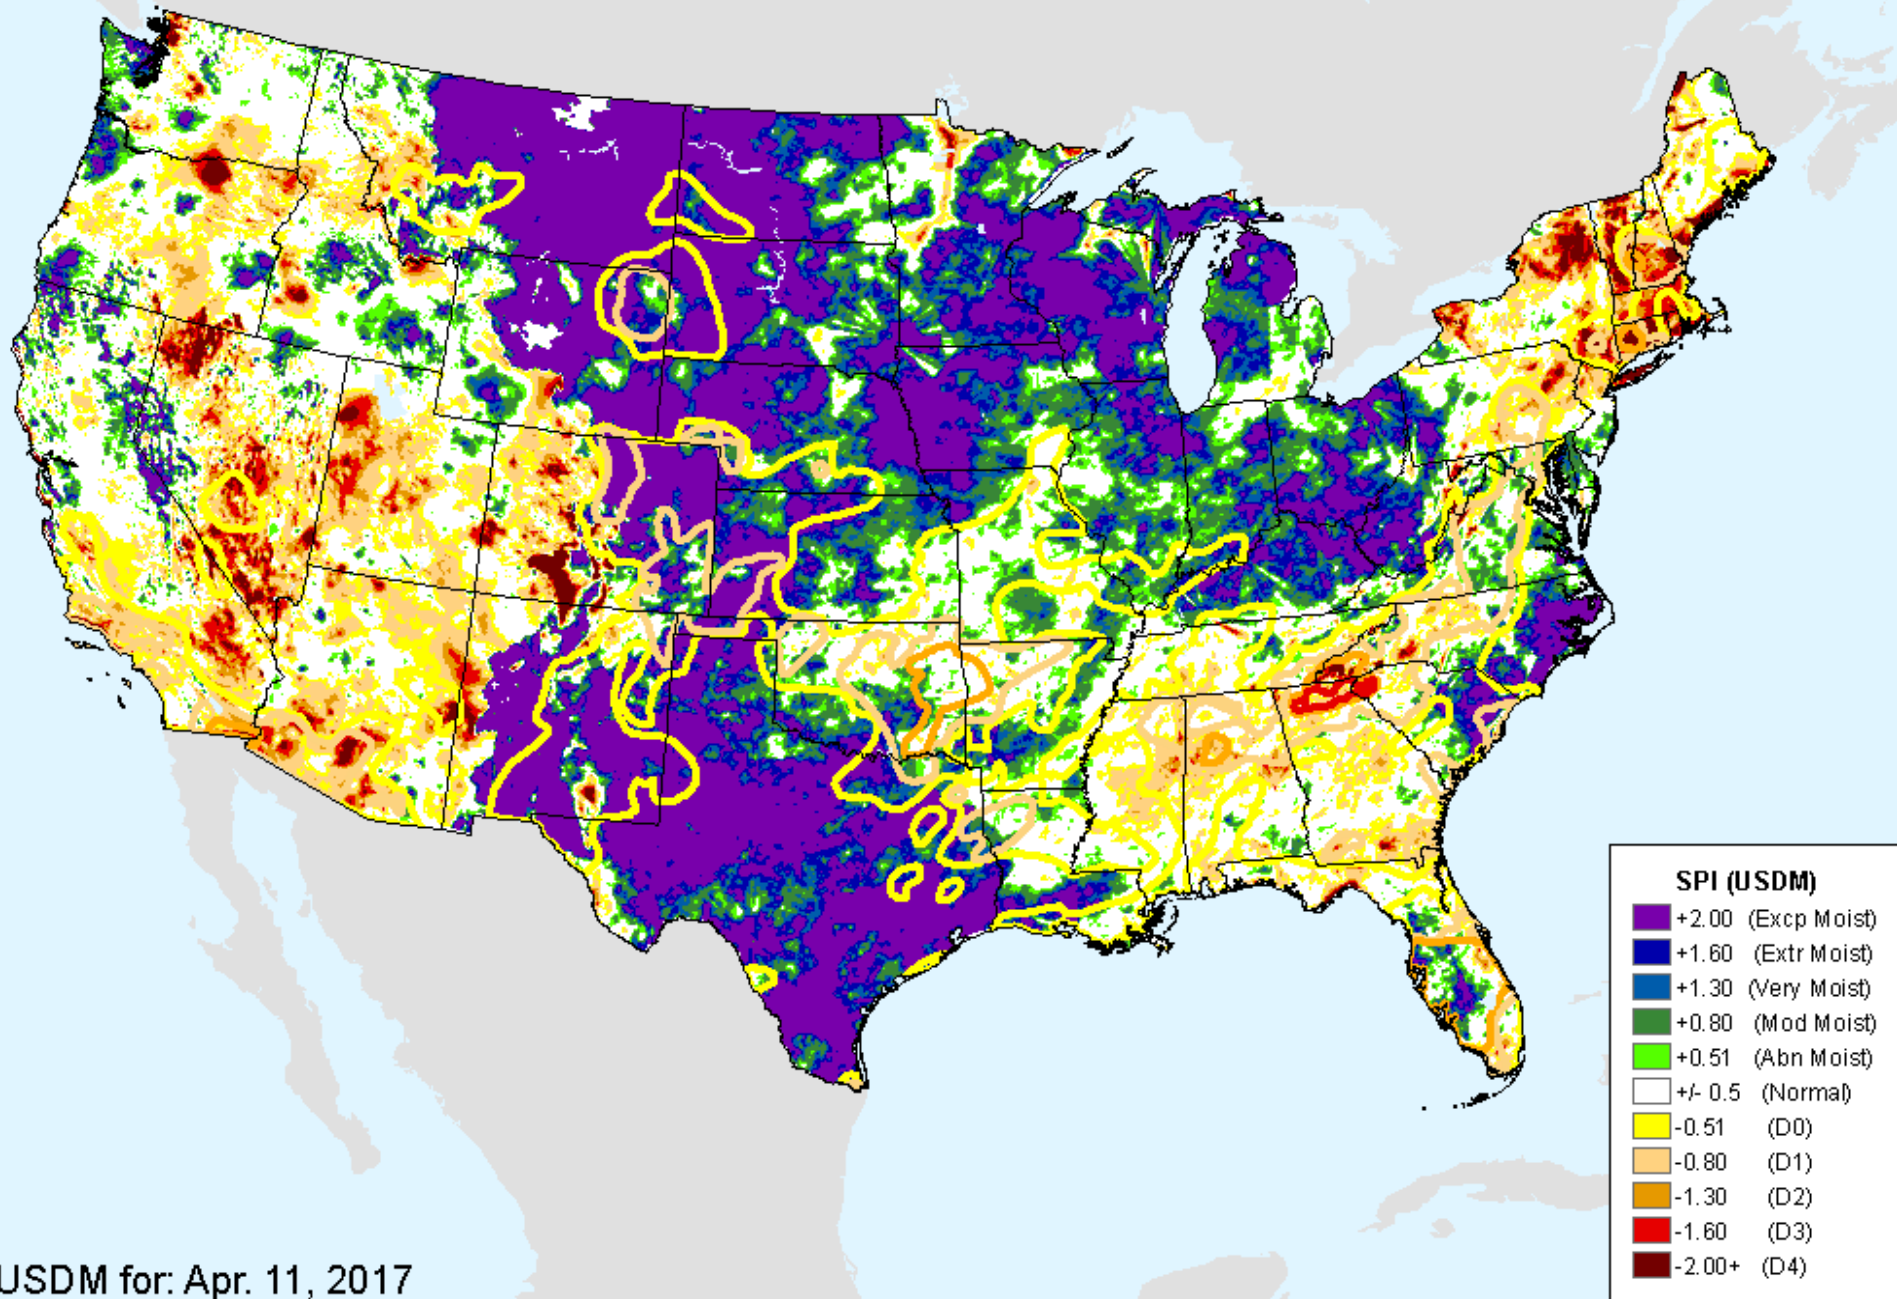 SPI (USDM)
+2.00 (Excp Moist)
+1.60 (Extr Moist)
+1.30 (Very Moist)
+0.80 (Mod Moist)
+0.51 (Abn Moist)
+/- 0.5 (Normal)
-0.51 (D0)
-0.80 (D1)
-1.30 (D2)
-1.60 (D3)
-2.00+ (D4)
USDM for: Apr. 11, 2017